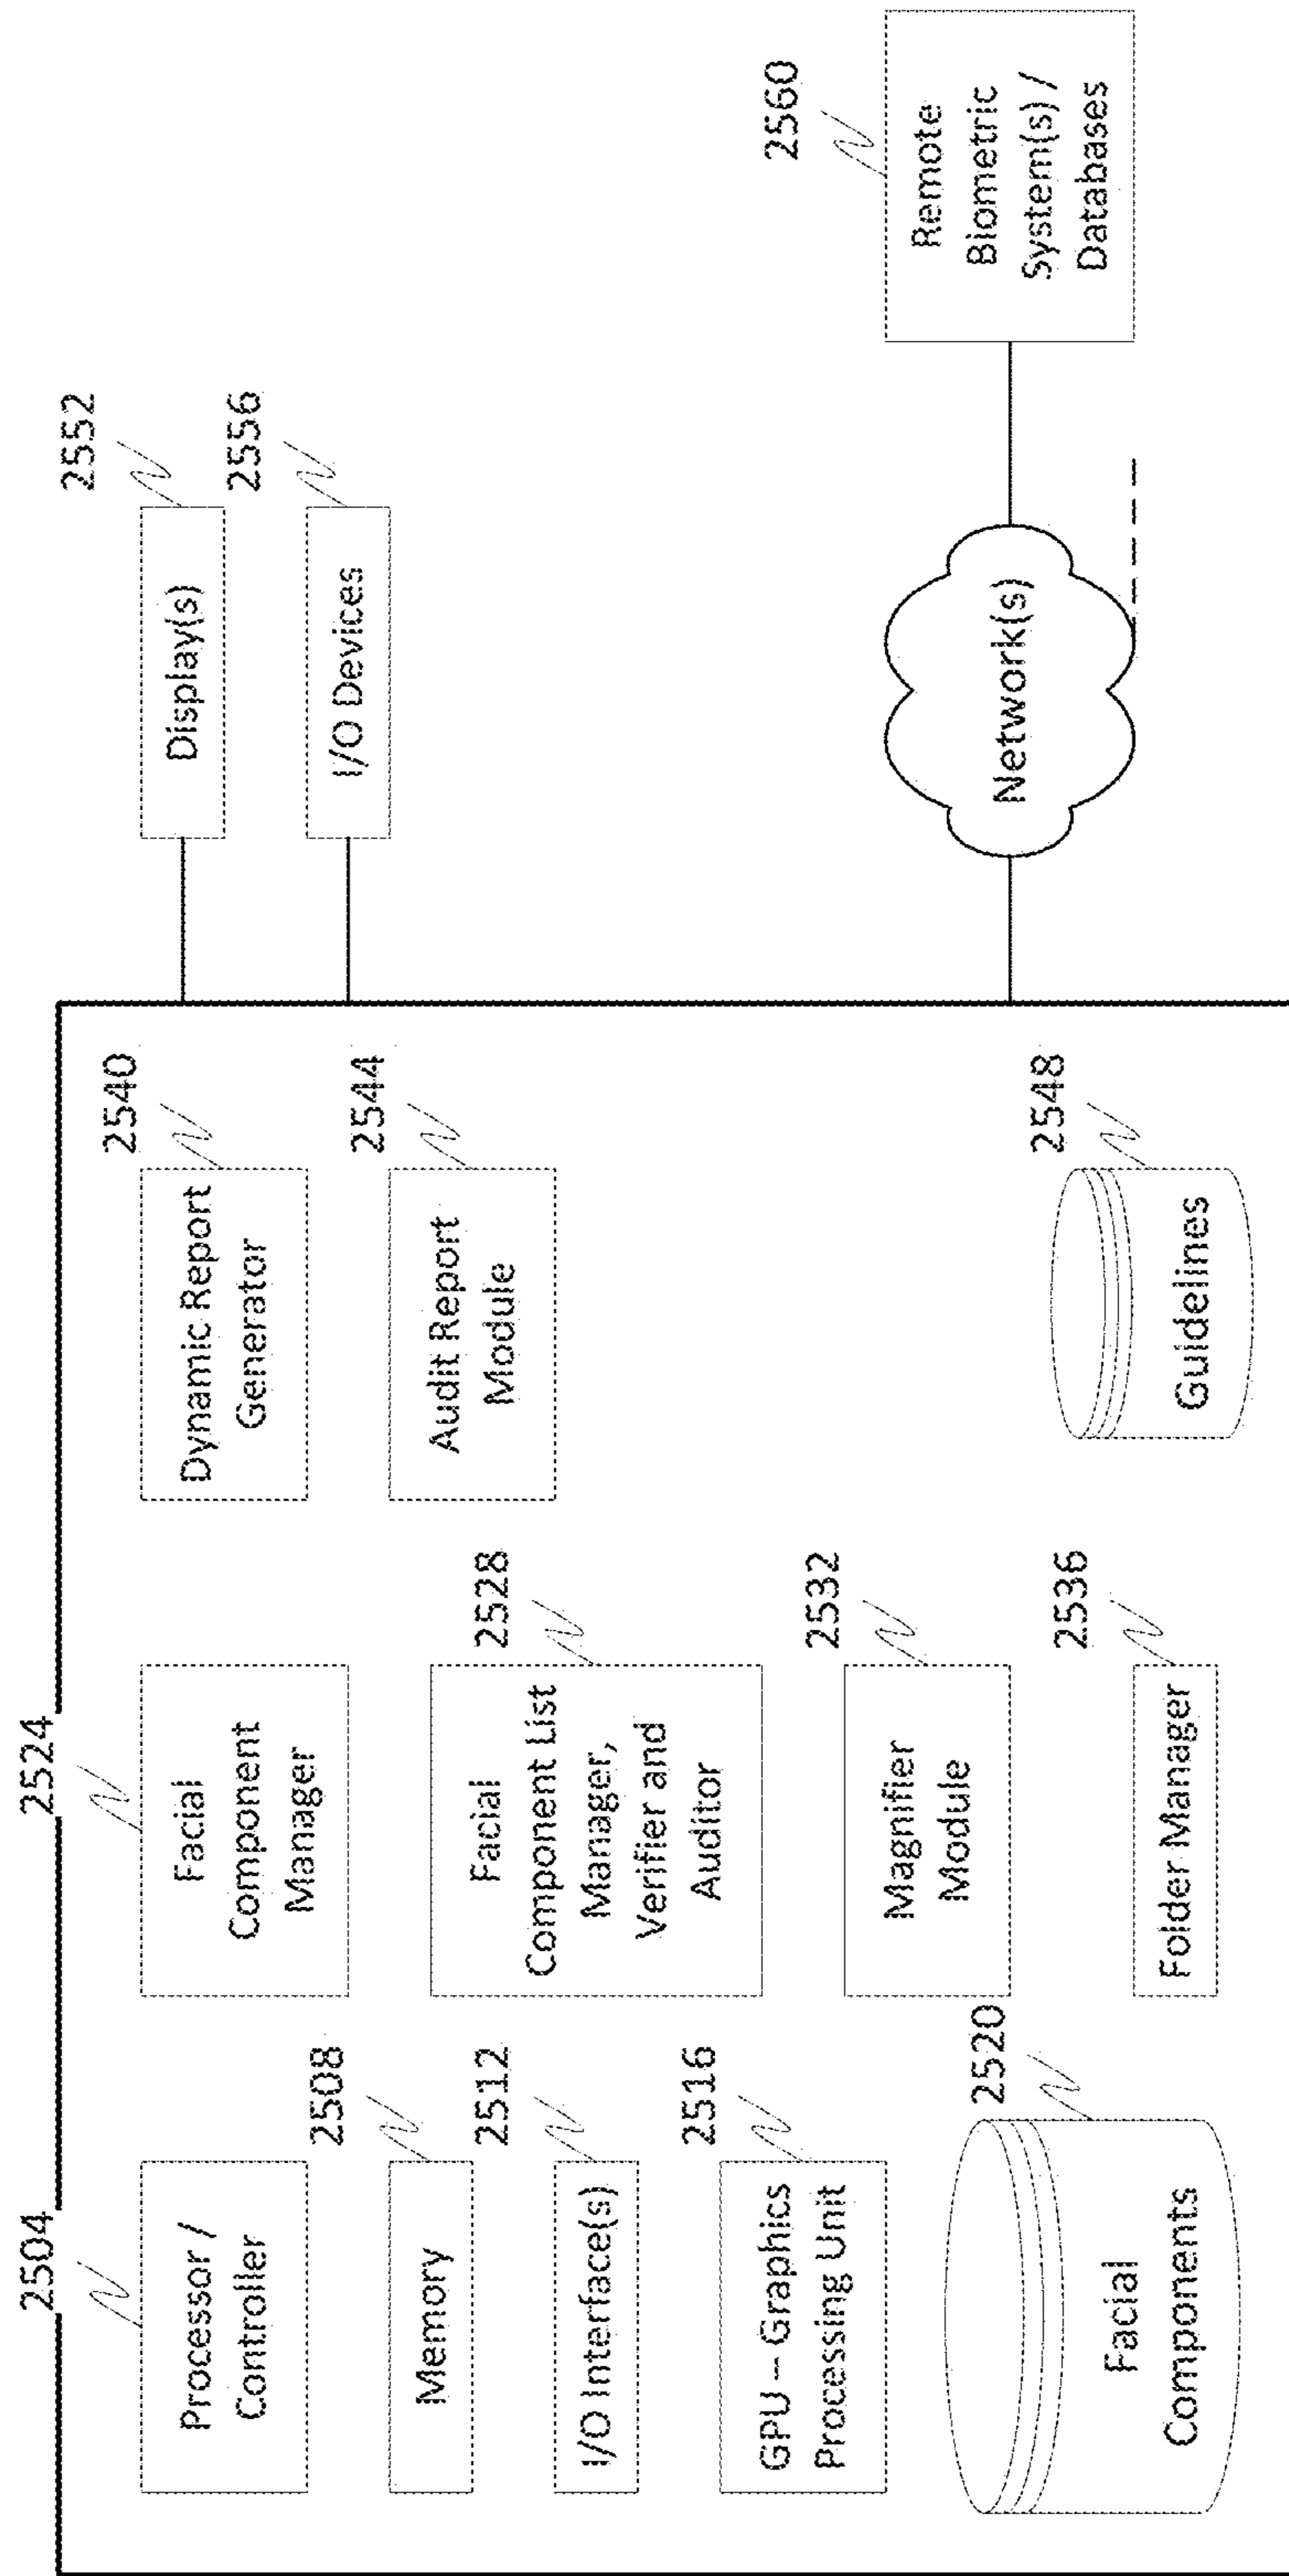 2504
Processor /
Controller
2508
Memory
2512
I/O Interface(s)
2516
GPU – Graphics
Processing Unit
2520
Facial
Components
2524
Facial
Component
Manager
2528
Facial
Component List
Manager,
Verifier and
Auditor
2532
Magnifier
Module
2536
Folder Manager
2540
Dynamic Report
Generator
2544
Audit Report
Module
2548
Guidelines
2552
Display(s)
2556
I/O Devices
Network(s)
2560
Remote
Biometric
System(s) /
Databases